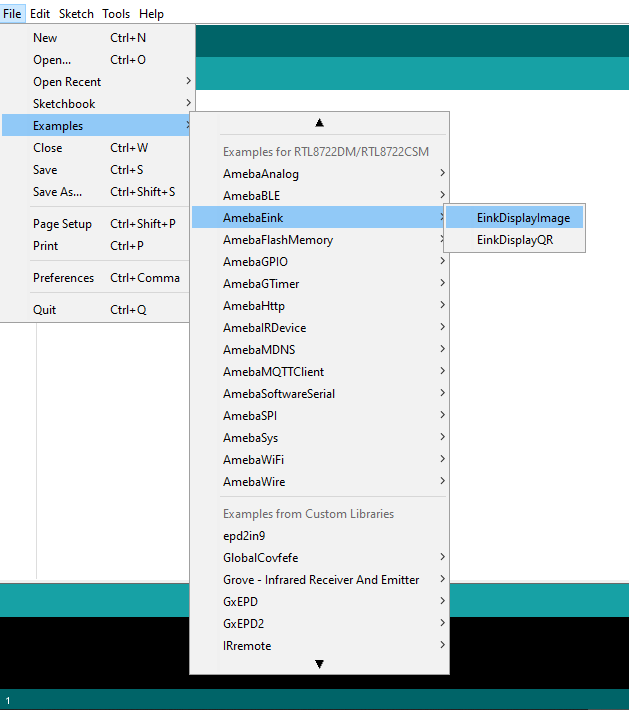 File Edit Sketch Tools Help
New Ctrl+N
Open... Ctrl+O
Open Recent
Sketchbook
Examples
Close Ctrl+W
Save Ctrl+S
Save As... Ctrl+Shift+S
Page Setup Ctrl+Shift+P
Print Ctrl+P
Preferences Ctrl+Comma
Quit Ctrl+Q
Examples for RTL8722DM/RTL8722CSM
AmebaAnalog
AmebaBLE
AmebaEink
AmebaFlashMemory
AmebaGPIO
AmebaGTimer
AmebaHttp
AmebaIRDevice
AmebaMDNS
AmebaMQTTClient
AmebaSoftwareSerial
AmebaSPI
AmebaSys
AmebaWiFi
AmebaWire
Examples from Custom Libraries
epd2in9
GlobalCovfefe
Grove - Infrared Receiver And Emitter
GxEPD
GxEPD2
IRremote
EinkDisplayImage
EinkDisplayQR
1